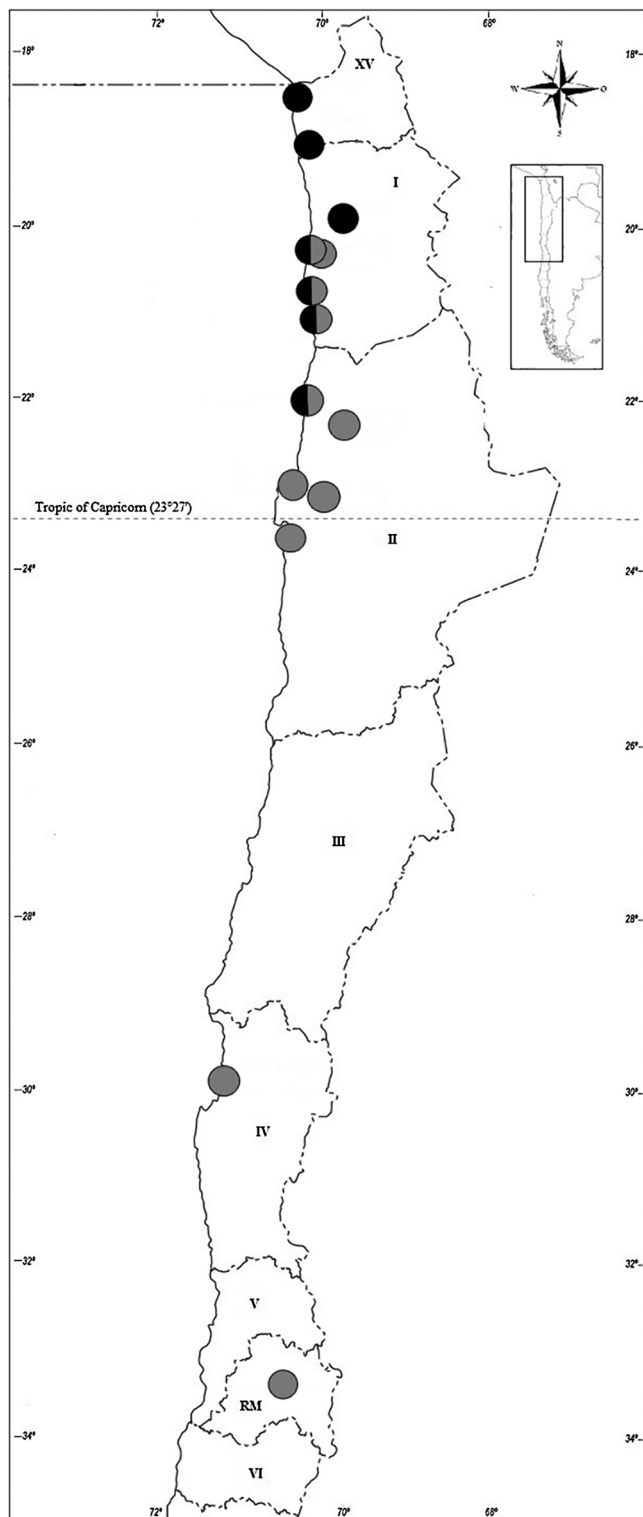 72° 70° 68°
18° 18°
XV
N
W O
S
I
20° 20°
22° 22°
Tropic of Capricorn (23°27')
II
24° 24°
26° 26°
III
28° 28°
30° 30°
IV
32° 32°
V
RM
34° 34°
VI
72° 70° 68°